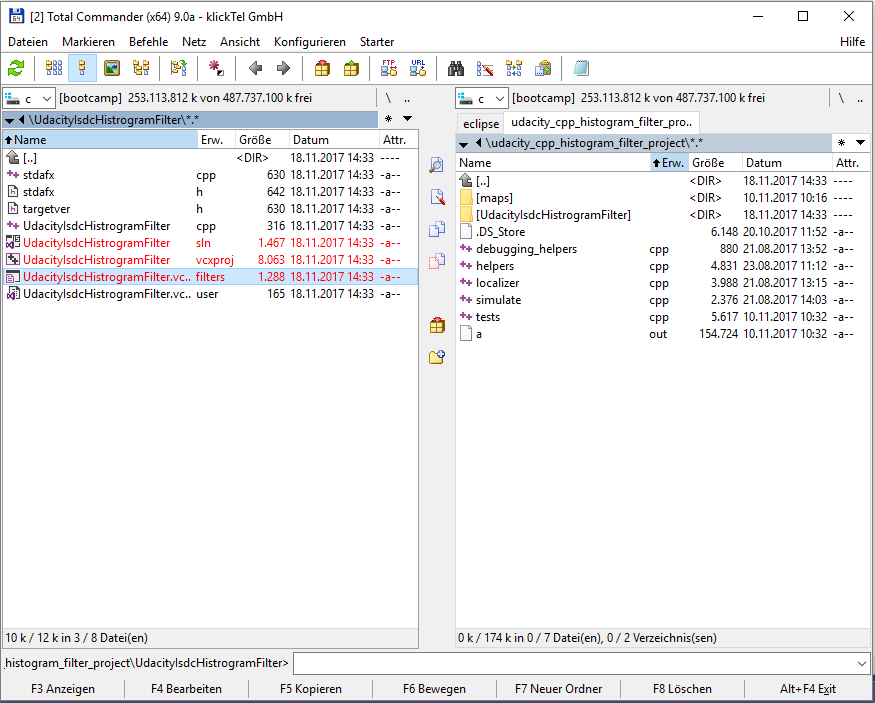 [2] Total Commander (x64) 9.0a - klickTel GmbH
Dateien Markieren Befehle Netz Ansicht Konfigurieren Starter Hilfe
FTP URL
c [bootcamp] 253.113.812 k von 487.737.100 k frei \ ..
\UdacityIsdcHistrogramFilter\*.* * 
Name Erw. Größe Datum Attr.
[..] <DIR> 18.11.2017 14:33 ----
stdafx cpp 630 18.11.2017 14:33 -a--
stdafx h 642 18.11.2017 14:33 -a--
targetver h 630 18.11.2017 14:33 -a--
UdacityIsdcHistrogramFilter cpp 316 18.11.2017 14:33 -a--
UdacityIsdcHistrogramFilter sln 1.467 18.11.2017 14:33 -a--
UdacityIsdcHistrogramFilter vcxproj 8.063 18.11.2017 14:33 -a--
UdacityIsdcHistrogramFilter.vc.. filters 1.288 18.11.2017 14:33 -a--
UdacityIsdcHistrogramFilter.vc.. user 165 18.11.2017 14:33 -a--
10 k / 12 k in 3 / 8 Datei(en)
c [bootcamp] 253.113.812 k von 487.737.100 k frei \ ..
eclipse udacity_cpp_histogram_filter_pro..
\udacity_cpp_histogram_filter_project\*.* *
Name Erw. Größe Datum Attr.
[..] <DIR> 18.11.2017 14:33 ----
[maps] <DIR> 10.11.2017 10:16 ----
[UdacityIsdcHistrogramFilter] <DIR> 18.11.2017 14:33 ----
.DS_Store 6.148 20.10.2017 11:52 -a--
debugging_helpers cpp 880 21.08.2017 13:52 -a--
helpers cpp 4.831 23.08.2017 11:12 -a--
localizer cpp 3.988 21.08.2017 13:15 -a--
simulate cpp 2.376 21.08.2017 14:03 -a--
tests cpp 5.617 10.11.2017 10:32 -a--
a out 154.724 10.11.2017 10:32 -a--
0 k / 174 k in 0 / 7 Datei(en), 0 / 2 Verzeichnis(sen)
_histogram_filter_project\UdacityIsdcHistrogramFilter>
F3 Anzeigen F4 Bearbeiten F5 Kopieren F6 Bewegen F7 Neuer Ordner F8 Löschen Alt+F4 Exit